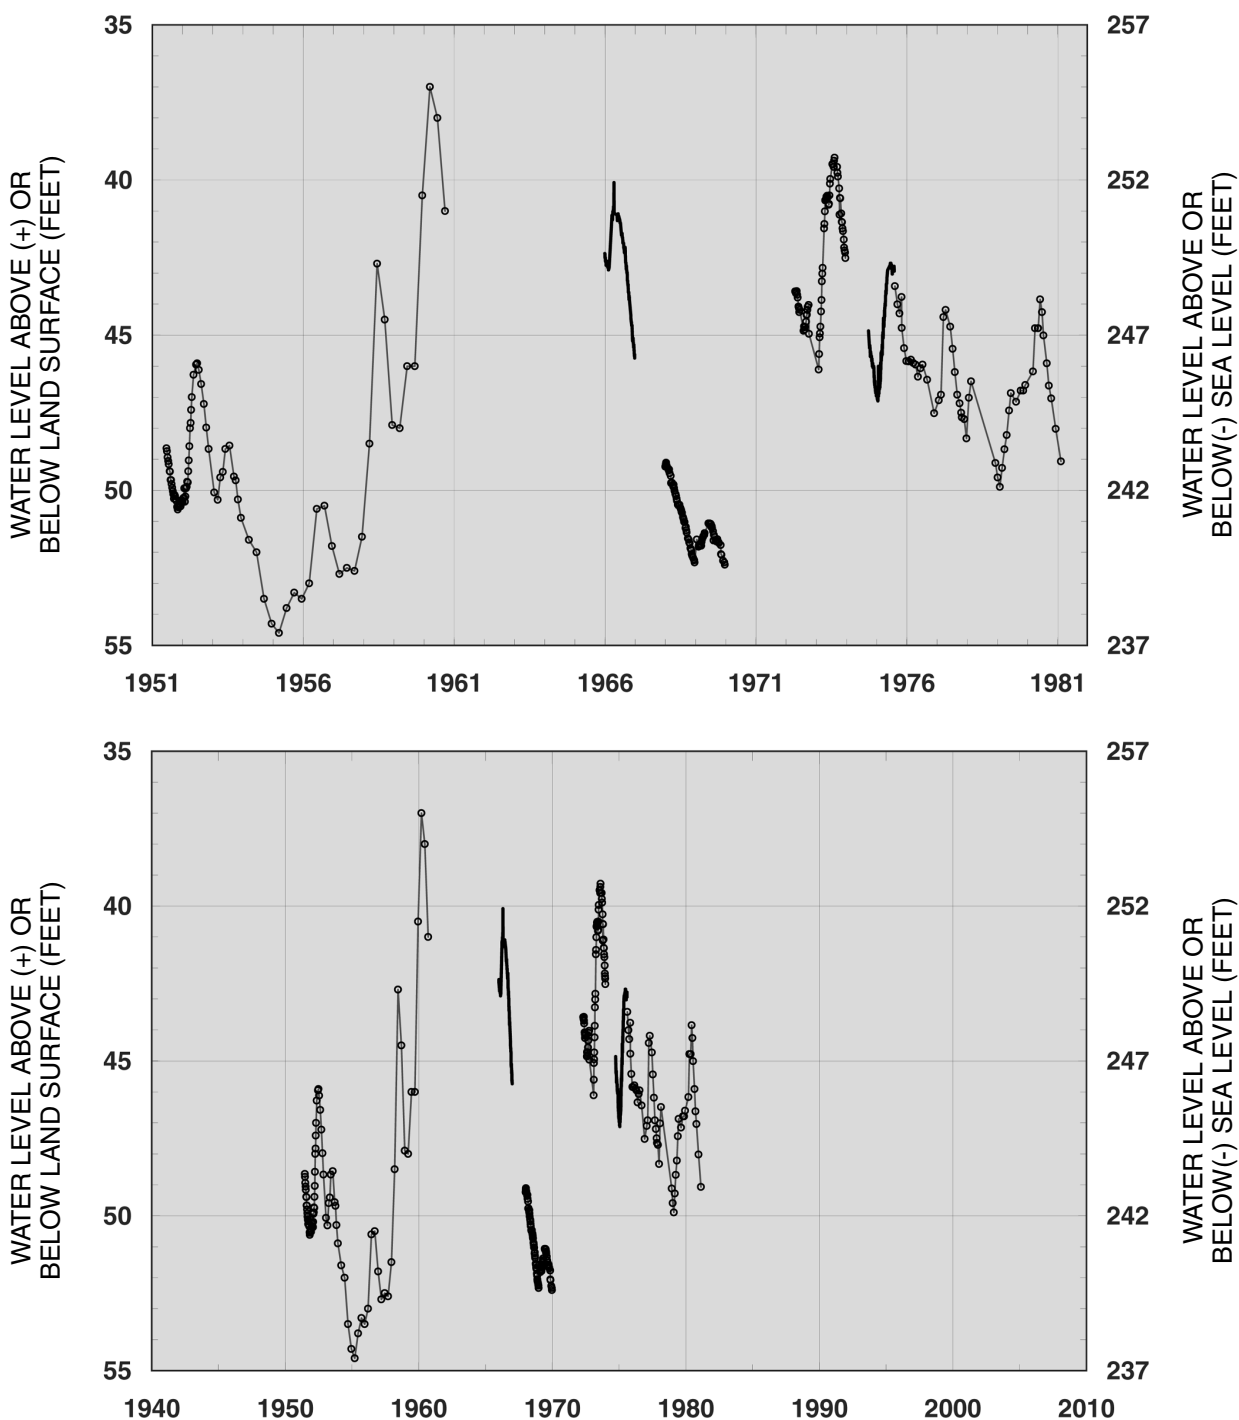 WATER LEVEL ABOVE (+) OR
BELOW LAND SURFACE (FEET)
35
40
45
50
55
257
252
247
242
237
WATER LEVEL ABOVE OR
BELOW(-) SEA LEVEL (FEET)
1951 1956 1961 1966 1971 1976 1981
WATER LEVEL ABOVE (+) OR
BELOW LAND SURFACE (FEET)
35
40
45
50
55
257
252
247
242
237
WATER LEVEL ABOVE OR
BELOW(-) SEA LEVEL (FEET)
1940 1950 1960 1970 1980 1990 2000 2010